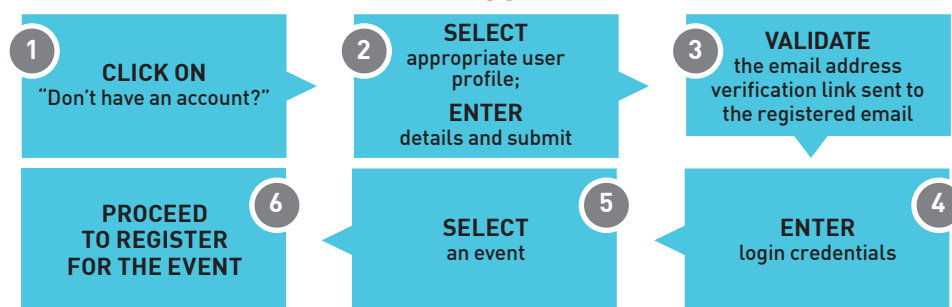 1
CLICK ON
“Don’t have an account?”
2
SELECT
appropriate user
profile;
ENTER
details and submit
3
VALIDATE
the email address
verification link sent to
the registered email
4
ENTER
login credentials
5
SELECT
an event
6
PROCEED
TO REGISTER
FOR THE EVENT